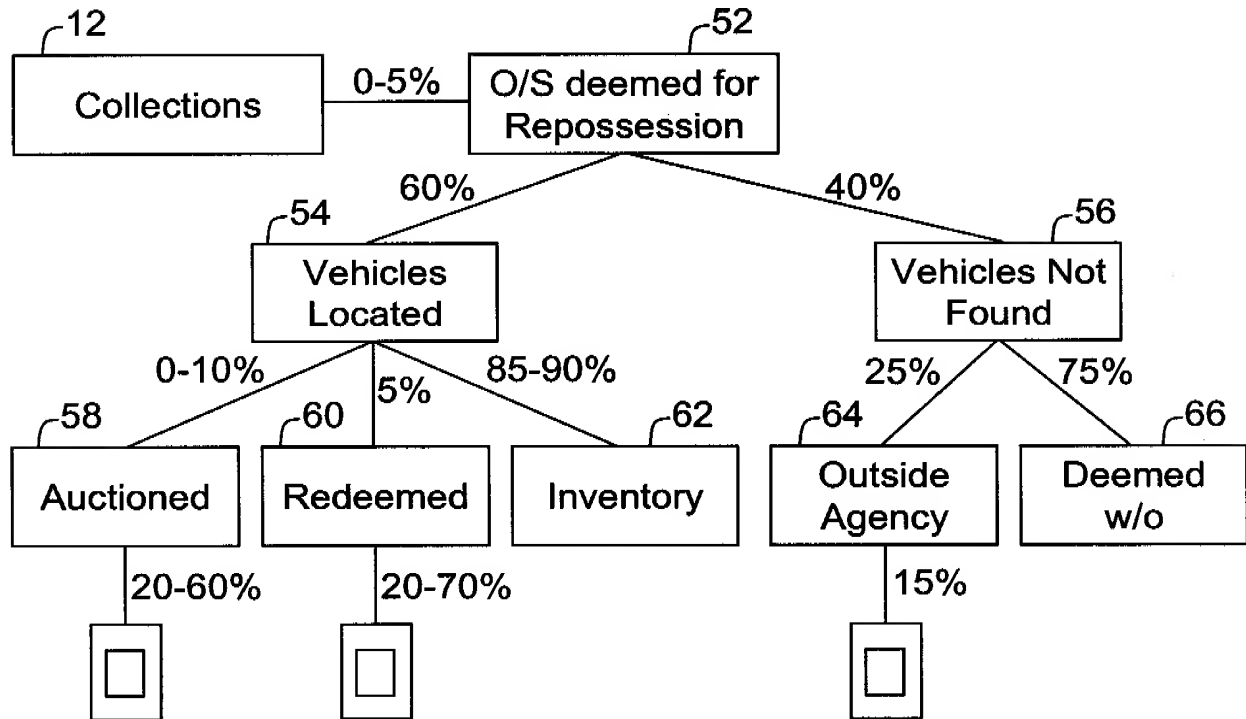 12
52
Collections
0-5%
O/S deemed for
Repossession
60%
40%
54
56
Vehicles
Located
Vehicles Not
Found
0-10%
5%
85-90%
25%
75%
58
60
62
64
66
Auctioned
Redeemed
Inventory
Outside
Agency
Deemed
w/o
20-60%
20-70%
15%